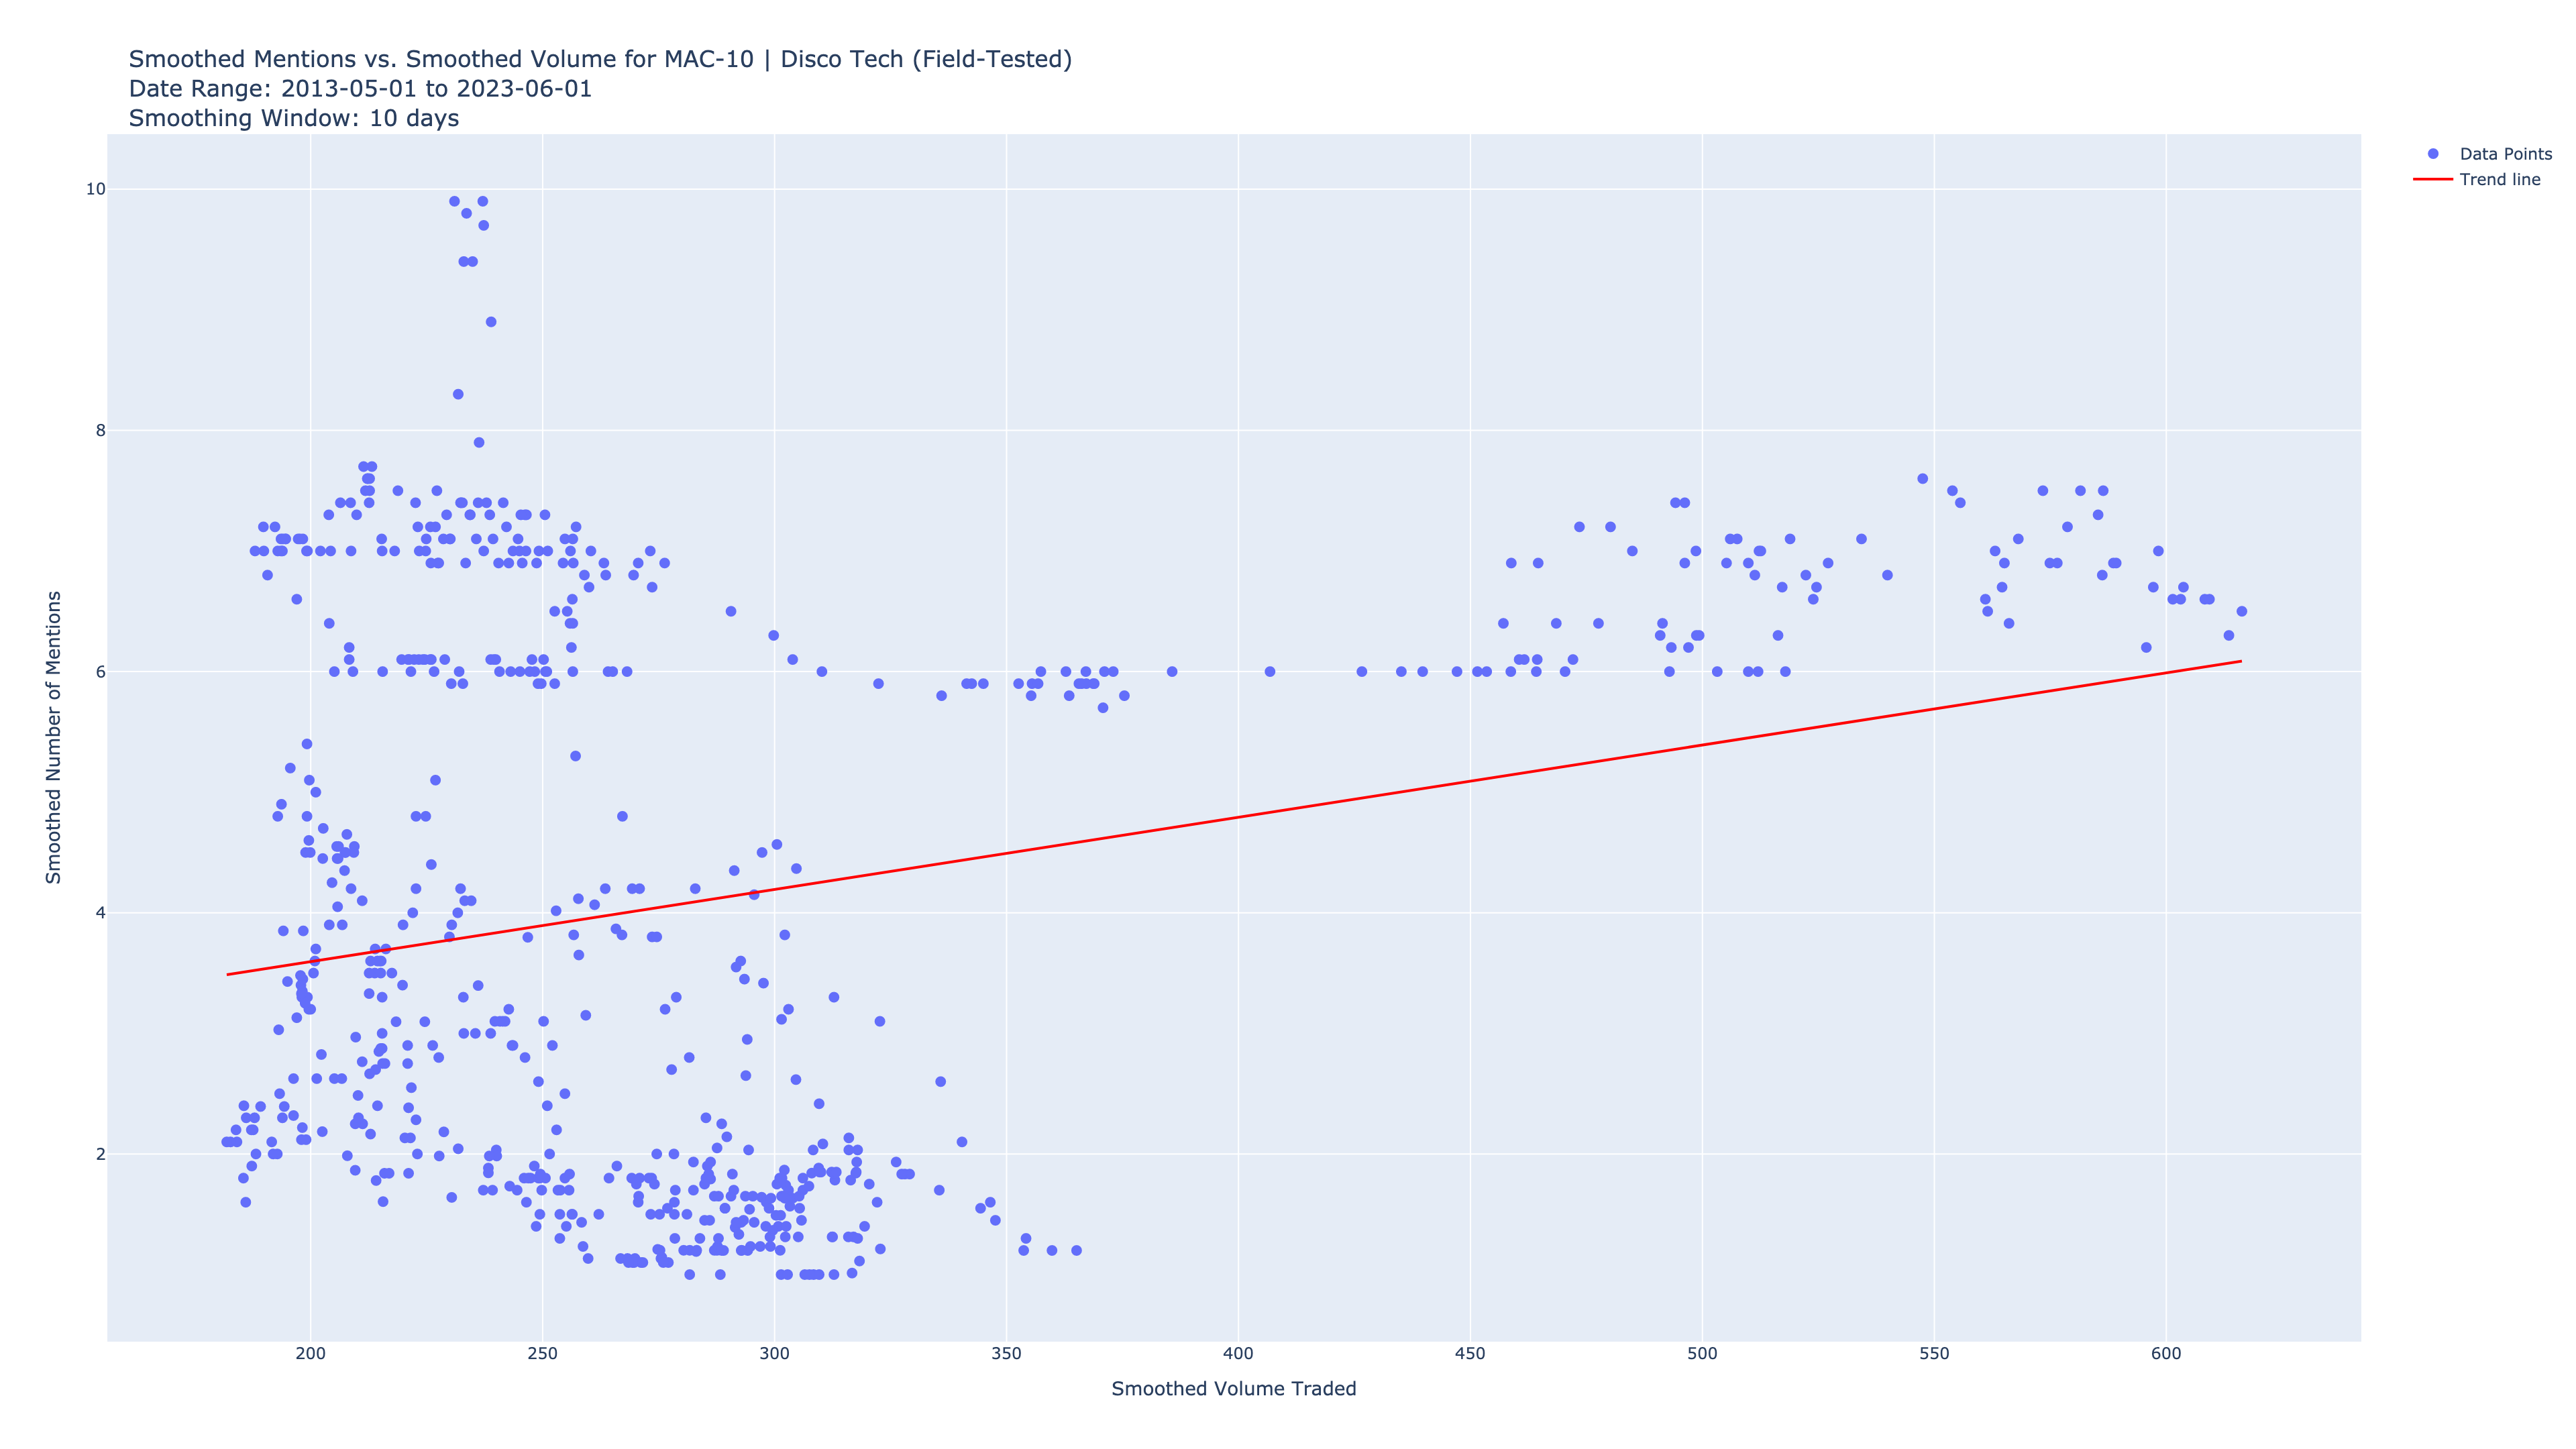 Smoothed Mentions vs. Smoothed Volume for MAC-10 | Disco Tech (Field-Tested)
Date Range: 2013-05-01 to 2023-06-01
Smoothing Window: 10 days
Data Points
Trend line
10
8
6
4
2
Smoothed Number of Mentions
200
250
300
350
400
450
500
550
600
Smoothed Volume Traded